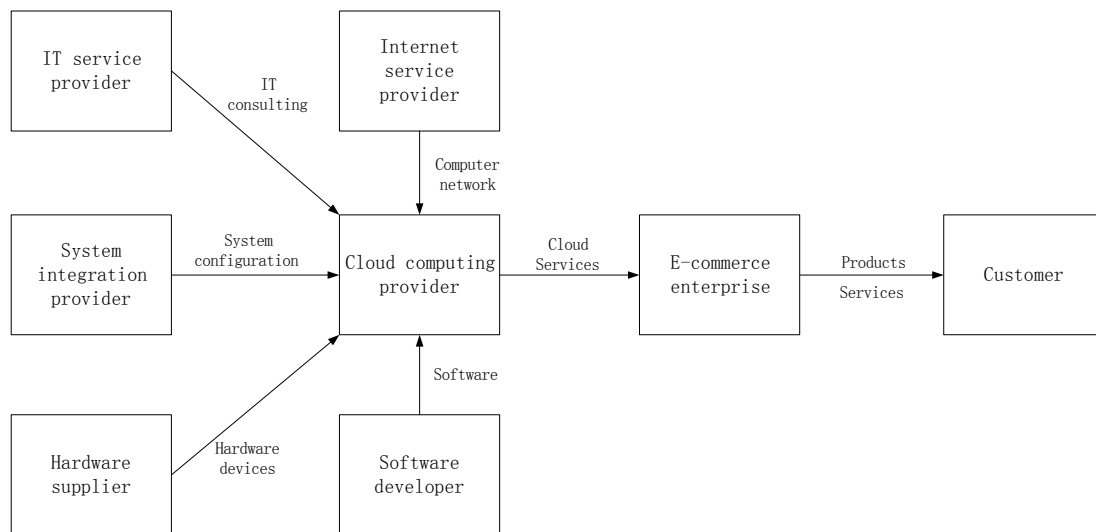 IT service
provider
IT
consulting
Internet
service
provider
Computer
network
System
integration
provider
System
configuration
Cloud computing
provider
Cloud
Services
E-commerce
enterprise
Products
Services
Customer
Software
Hardware
supplier
Hardware
devices
Software
developer